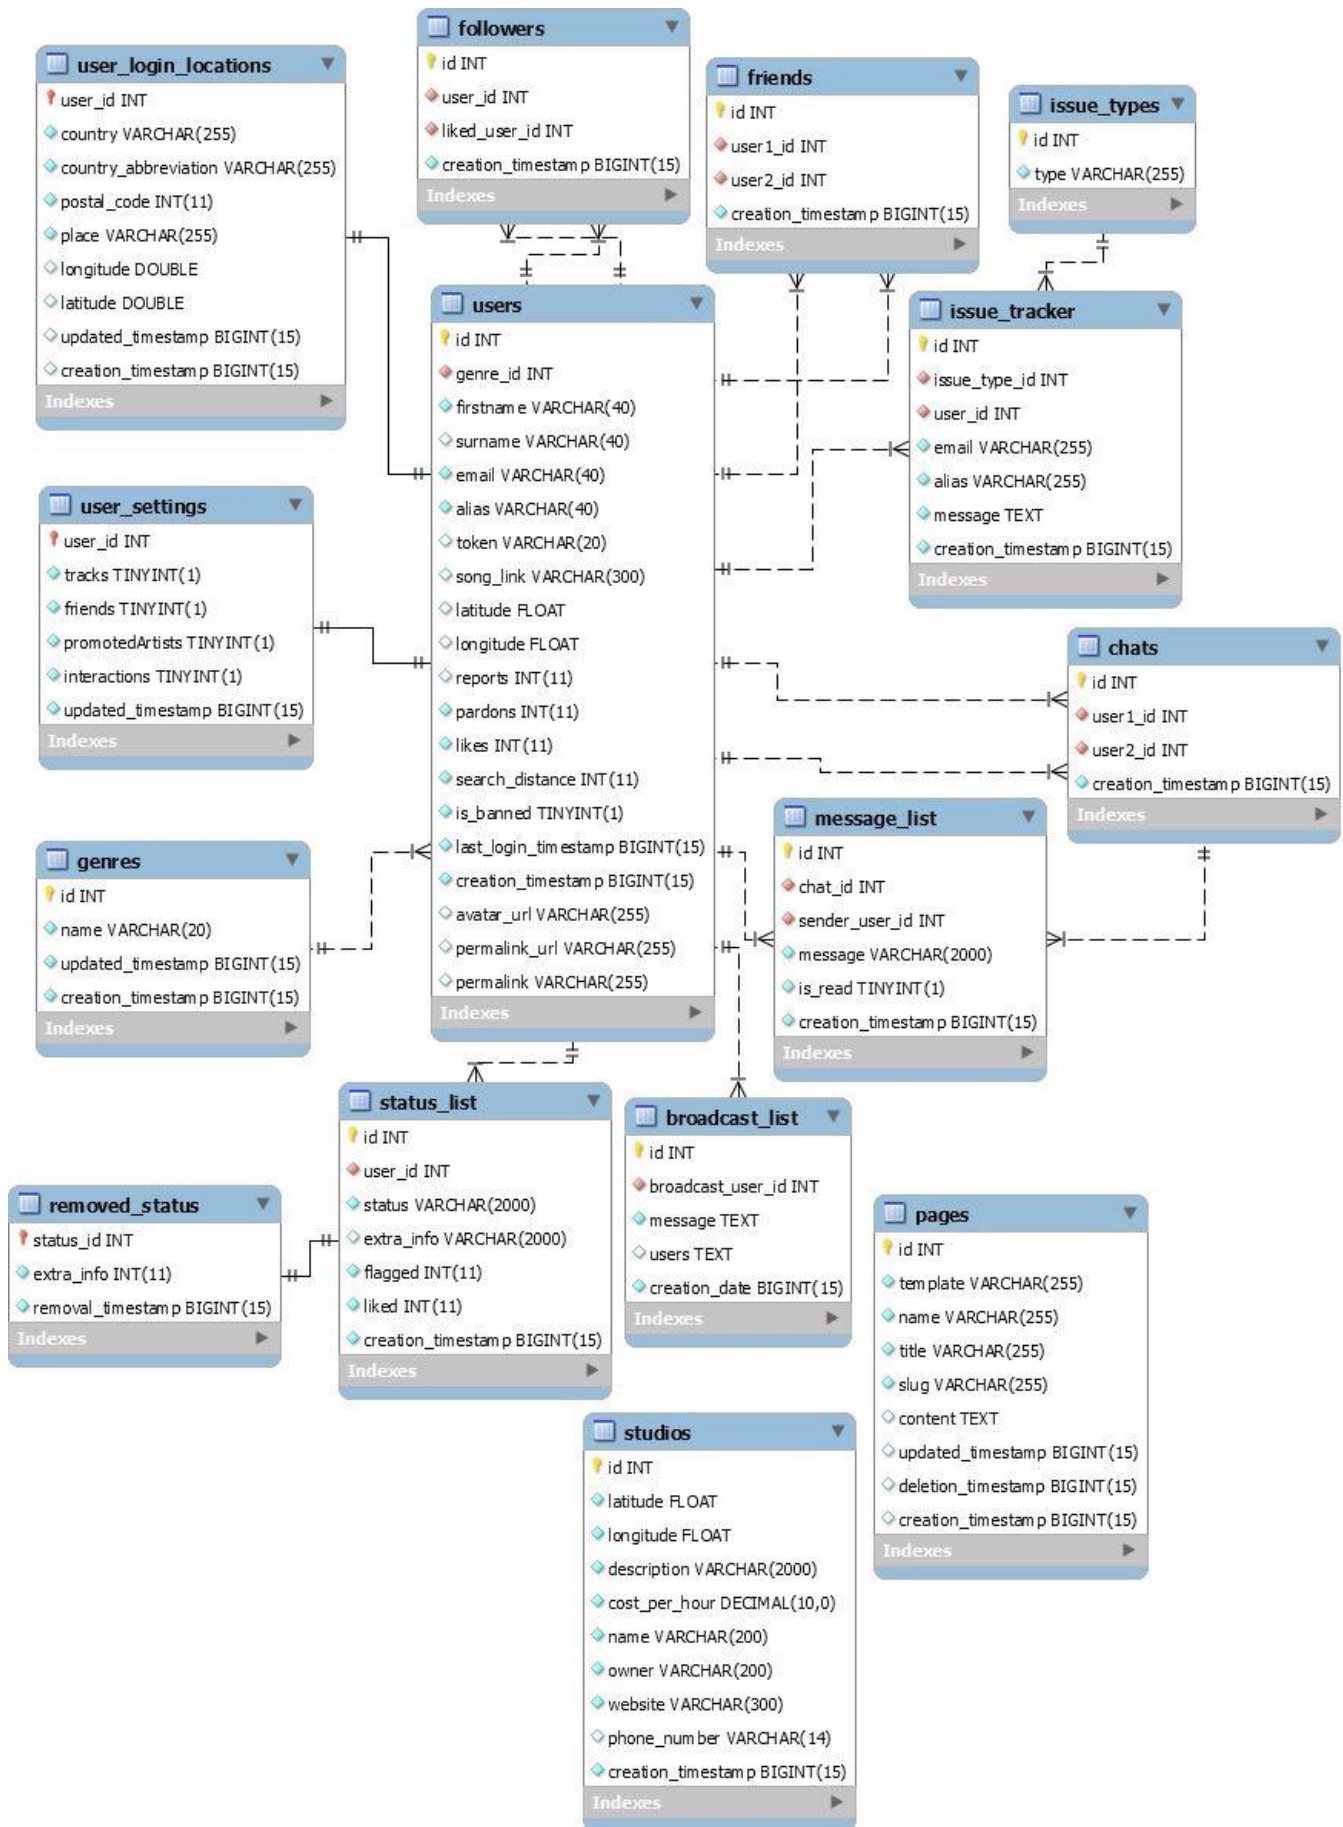 followers
id INT
user_id INT
liked_user_id INT
creation_timestamp BIGINT(15)
Indexes
user_login_locations
user_id INT
country VARCHAR(255)
country_abbreviation VARCHAR(255)
postal_code INT(11)
place VARCHAR(255)
longitude DOUBLE
latitude DOUBLE
updated_timestamp BIGINT(15)
creation_timestamp BIGINT(15)
Indexes
friends
id INT
user1_id INT
user2_id INT
creation_timestamp BIGINT(15)
Indexes
issue_types
id INT
type VARCHAR(255)
Indexes
users
id INT
genre_id INT
firstname VARCHAR(40)
surname VARCHAR(40)
email VARCHAR(40)
alias VARCHAR(40)
token VARCHAR(20)
song_link VARCHAR(300)
latitude FLOAT
longitude FLOAT
reports INT(11)
pardons INT(11)
likes INT(11)
search_distance INT(11)
is_banned TINYINT(1)
last_login_timestamp BIGINT(15)
creation_timestamp BIGINT(15)
avatar_url VARCHAR(255)
permalink_url VARCHAR(255)
permalink VARCHAR(255)
Indexes
issue_tracker
id INT
issue_type_id INT
user_id INT
email VARCHAR(255)
alias VARCHAR(255)
message TEXT
creation_timestamp BIGINT(15)
Indexes
user_settings
user_id INT
tracks TINYINT(1)
friends TINYINT(1)
promotedArtists TINYINT(1)
interactions TINYINT(1)
updated_timestamp BIGINT(15)
Indexes
chats
id INT
user1_id INT
user2_id INT
creation_timestamp BIGINT(15)
Indexes
message_list
id INT
chat_id INT
sender_user_id INT
message VARCHAR(2000)
is_read TINYINT(1)
creation_timestamp BIGINT(15)
Indexes
genres
id INT
name VARCHAR(20)
updated_timestamp BIGINT(15)
creation_timestamp BIGINT(15)
Indexes
status_list
id INT
user_id INT
status VARCHAR(2000)
extra_info VARCHAR(2000)
flagged INT(11)
liked INT(11)
creation_timestamp BIGINT(15)
Indexes
broadcast_list
id INT
broadcast_user_id INT
message TEXT
users TEXT
creation_date BIGINT(15)
Indexes
removed_status
status_id INT
extra_info INT(11)
removal_timestamp BIGINT(15)
Indexes
pages
id INT
template VARCHAR(255)
name VARCHAR(255)
title VARCHAR(255)
slug VARCHAR(255)
content TEXT
updated_timestamp BIGINT(15)
deletion_timestamp BIGINT(15)
creation_timestamp BIGINT(15)
Indexes
studios
id INT
latitude FLOAT
longitude FLOAT
description VARCHAR(2000)
cost_per_hour DECIMAL(10,0)
name VARCHAR(200)
owner VARCHAR(200)
website VARCHAR(300)
phone_number VARCHAR(14)
creation_timestamp BIGINT(15)
Indexes